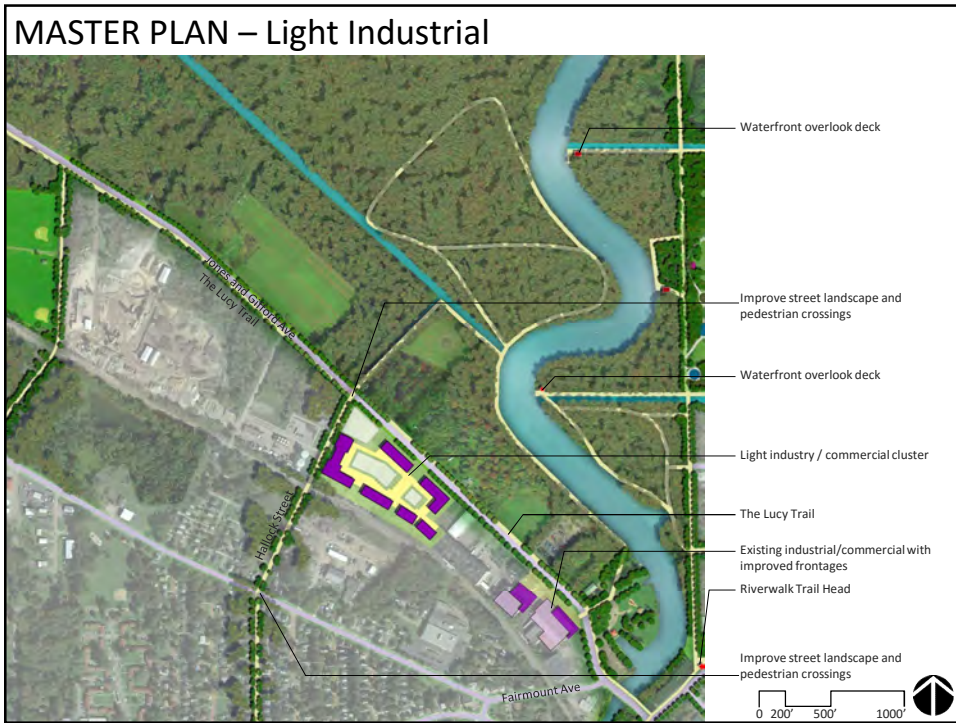 MASTER PLAN – Light Industrial
Waterfront overlook deck
Improve street landscape and
pedestrian crossings
Jones and Gifford Ave
The Lucy Trail
Waterfront overlook deck
Light industry / commercial cluster
Hallock Street
The Lucy Trail
Existing industrial/commercial with
improved frontages
Riverwalk Trail Head
Improve street landscape and
pedestrian crossings
Fairmount Ave
0 200' 500' 1000'